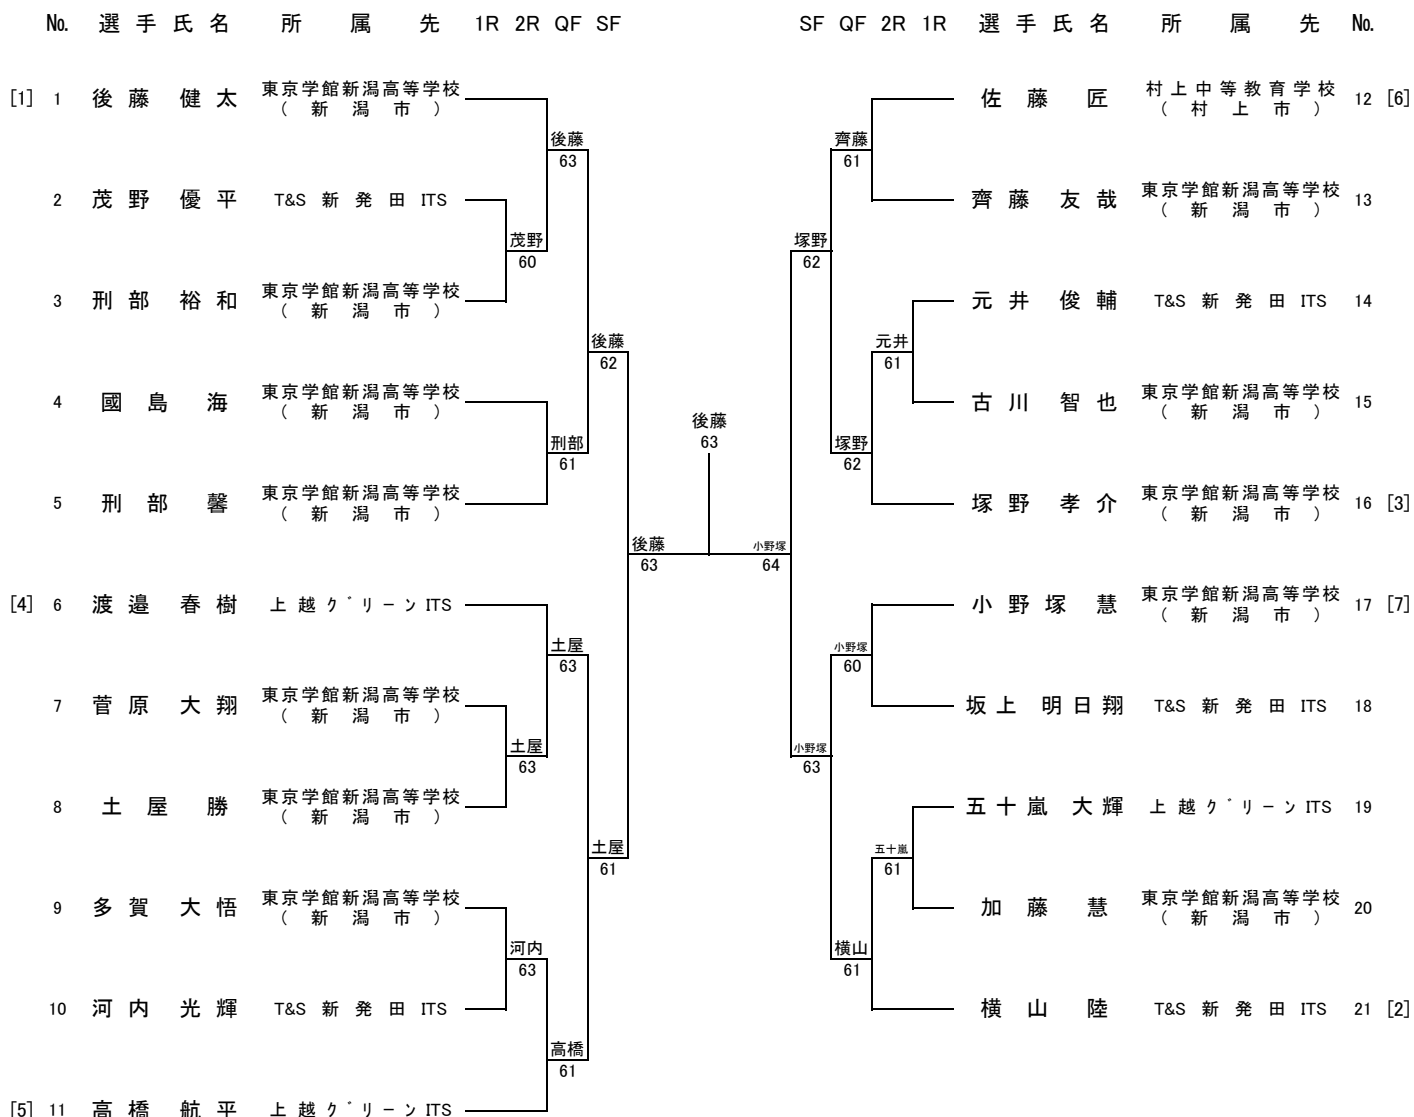 No. 選手氏名 所属先 1R 2R QF SF SF QF 2R 1R 選手氏名 所属先 No.
[1] 1 後藤 健太 東京学館新潟高等学校
(新潟市)
佐藤 匠 村上中等教育学校
(村上市)
12 [6]
後藤
63
齊藤
61
2 茂野 優平 T&S 新発田 ITS
齊藤 友哉 東京学館新潟高等学校
(新潟市)
13
茂野
60
塚野
62
3 刑部 裕和 東京学館新潟高等学校
(新潟市)
元井 俊輔 T&S 新発田 ITS 14
後藤
62
元井
61
4 國島 海 東京学館新潟高等学校
(新潟市)
古川 智也 東京学館新潟高等学校
(新潟市)
15
後藤
63
刑部
61
塚野
62
5 刑部 馨 東京学館新潟高等学校
(新潟市)
塚野 孝介 東京学館新潟高等学校
(新潟市)
16 [3]
後藤
63
小野塚
64
[4] 6 渡邉 春樹 上越グリーンITS
小野塚 慧 東京学館新潟高等学校
(新潟市)
17 [7]
土屋
63
小野塚
60
7 菅原 大翔 東京学館新潟高等学校
(新潟市)
坂上 明日翔 T&S 新発田 ITS 18
土屋
63
小野塚
63
8 土屋 勝 東京学館新潟高等学校
(新潟市)
五十嵐 大輝 上越グリーンITS 19
土屋
61
五十嵐
61
9 多賀 大悟 東京学館新潟高等学校
(新潟市)
加藤 慧 東京学館新潟高等学校
(新潟市)
20
河内
63
横山
61
10 河内 光輝 T&S 新発田 ITS
横山 陸 T&S 新発田 ITS 21 [2]
高橋
61
[5] 11 高橋 航平 上越グリーンITS